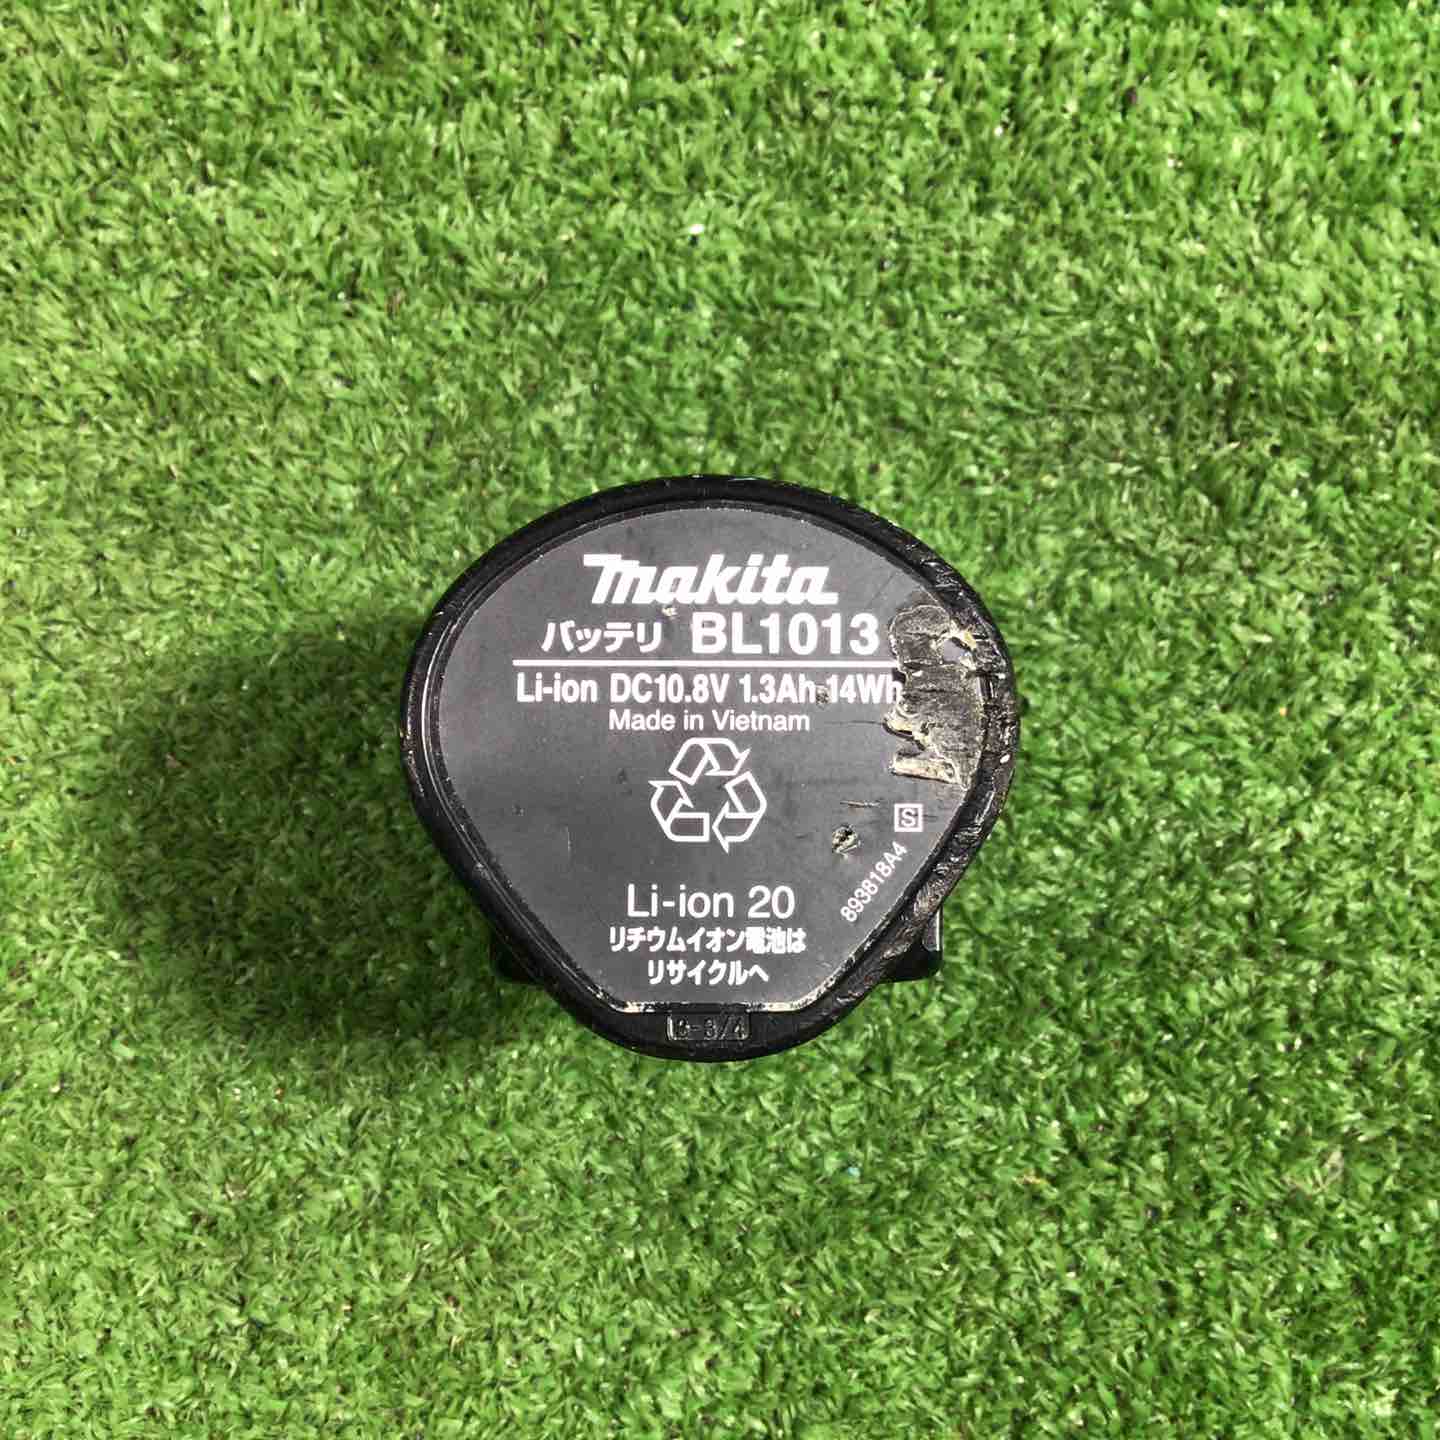 makita
バッテリ BL1013
Li-ion DC10.8V 1.3Ah 14Wh
Made in Vietnam
S
893818A4
Li-ion 20
リチウムイオン電池は
リサイクルへ